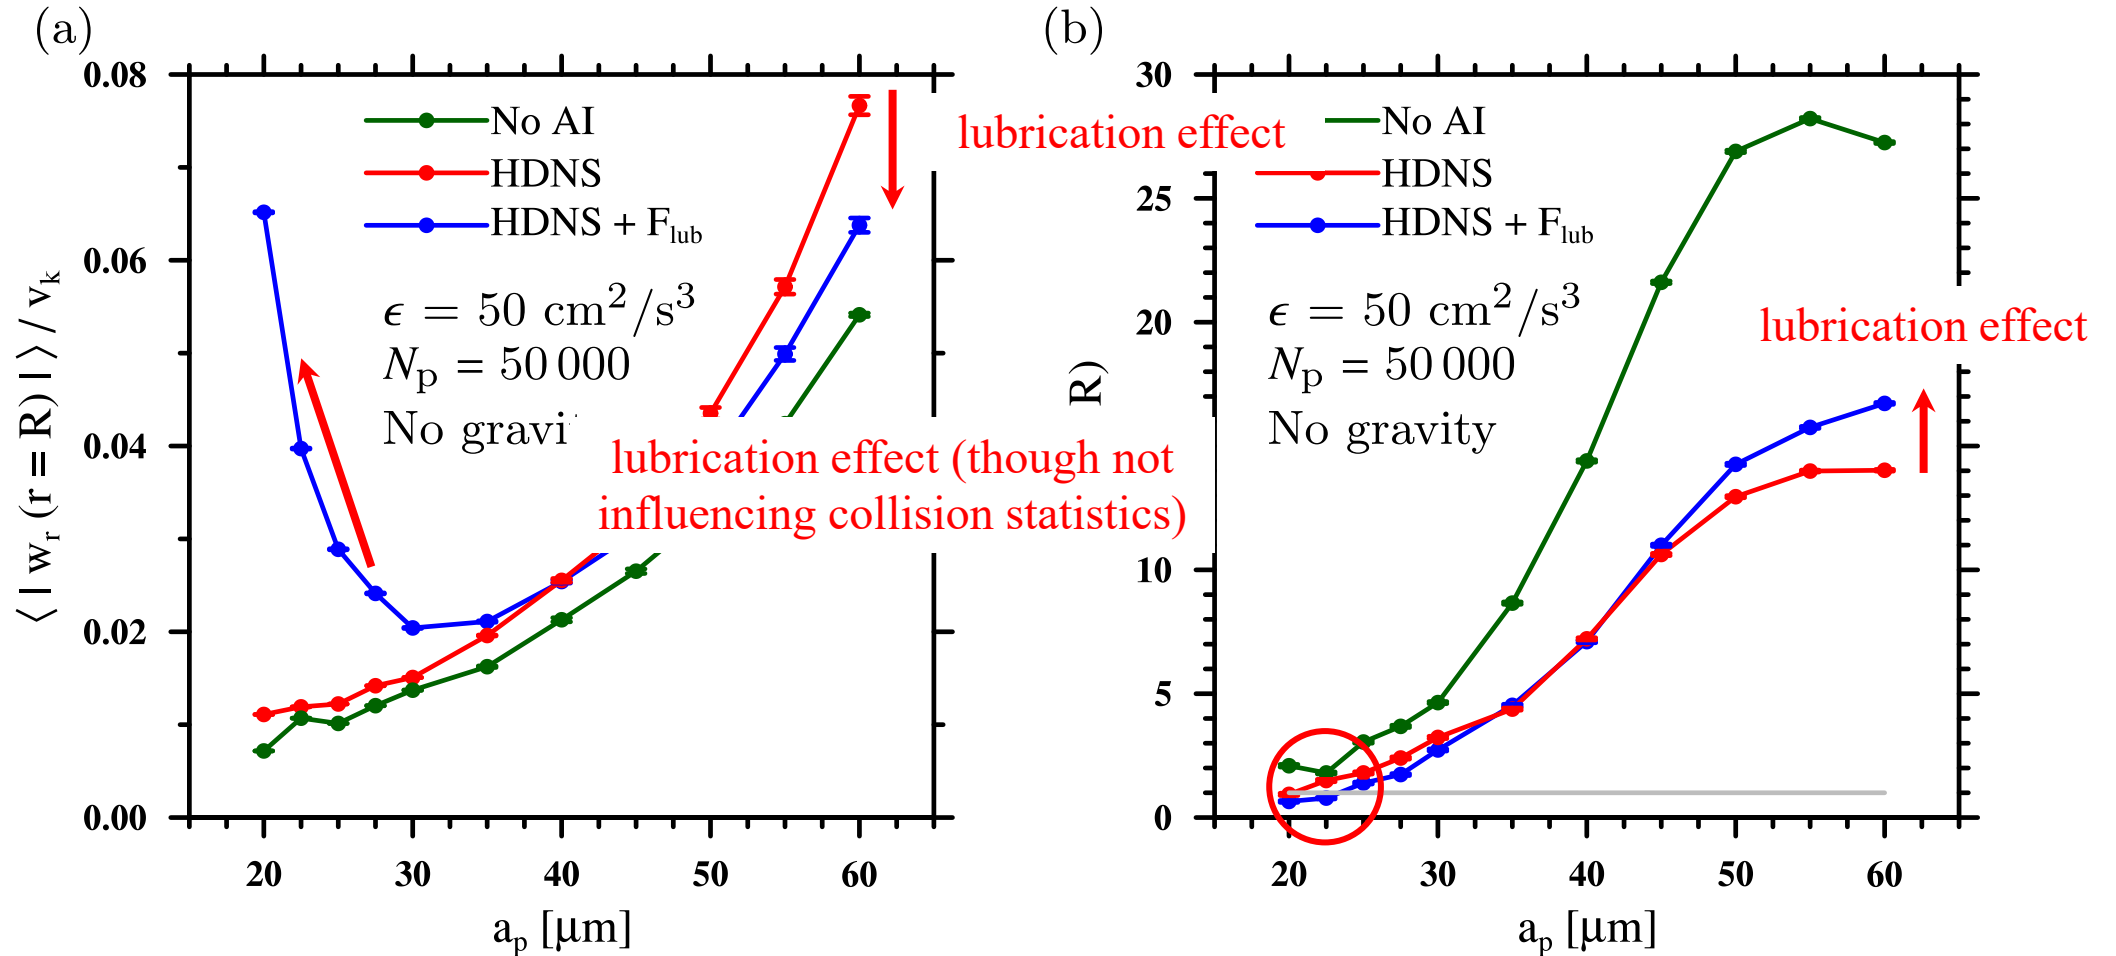 (a)
0.08
0.06
0.04
0.02
0.00
⟨ | w_r (r = R) | ⟩ / v_k
No AI
HDNS
HDNS + F_lub
ϵ = 50 cm²/s³
N_p = 50 000
No gravi
lubrication effect
lubrication effect (though not
influencing collision statistics)
20 30 40 50 60
a_p [μm]
(b)
30
25
20
10
5
0
R)
No AI
HDNS
HDNS + F_lub
ϵ = 50 cm²/s³
N_p = 50 000
No gravity
lubrication effect
20 30 40 50 60
a_p [μm]